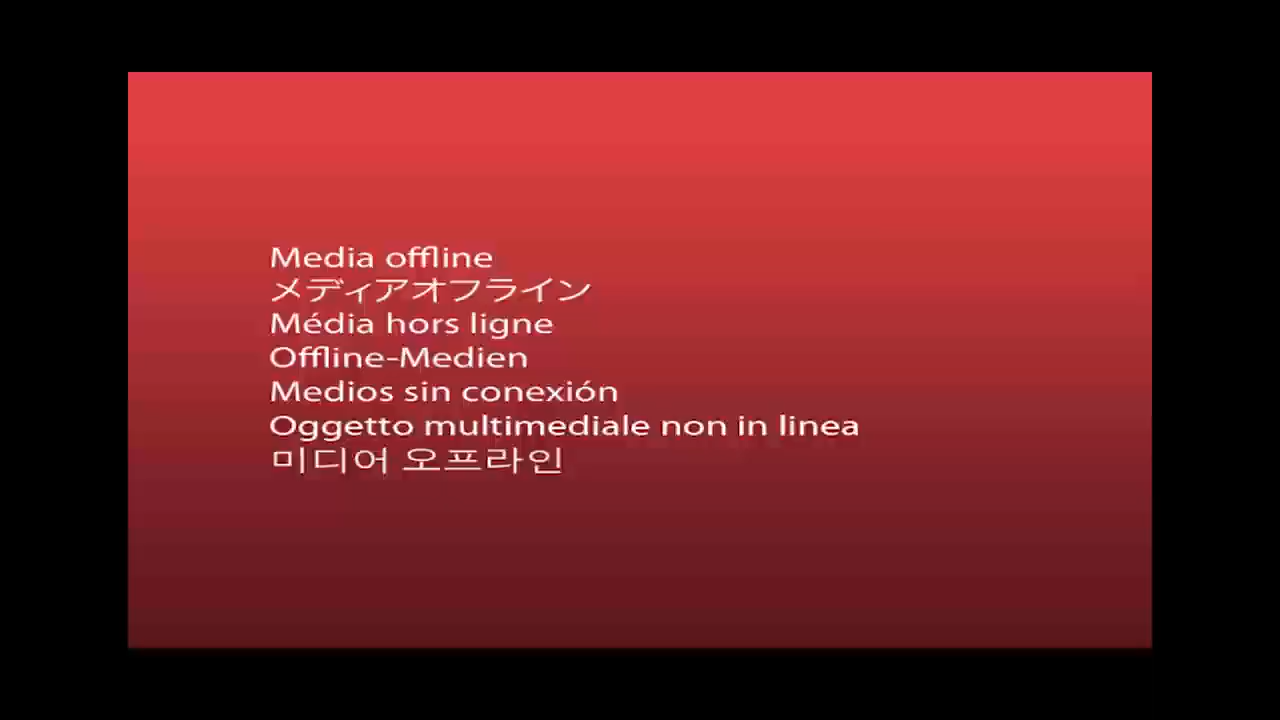 Media offline
メディアオフライン
Média hors ligne
Offline-Medien
Medios sin conexión
Oggetto multimediale non in linea
미디어 오프라인